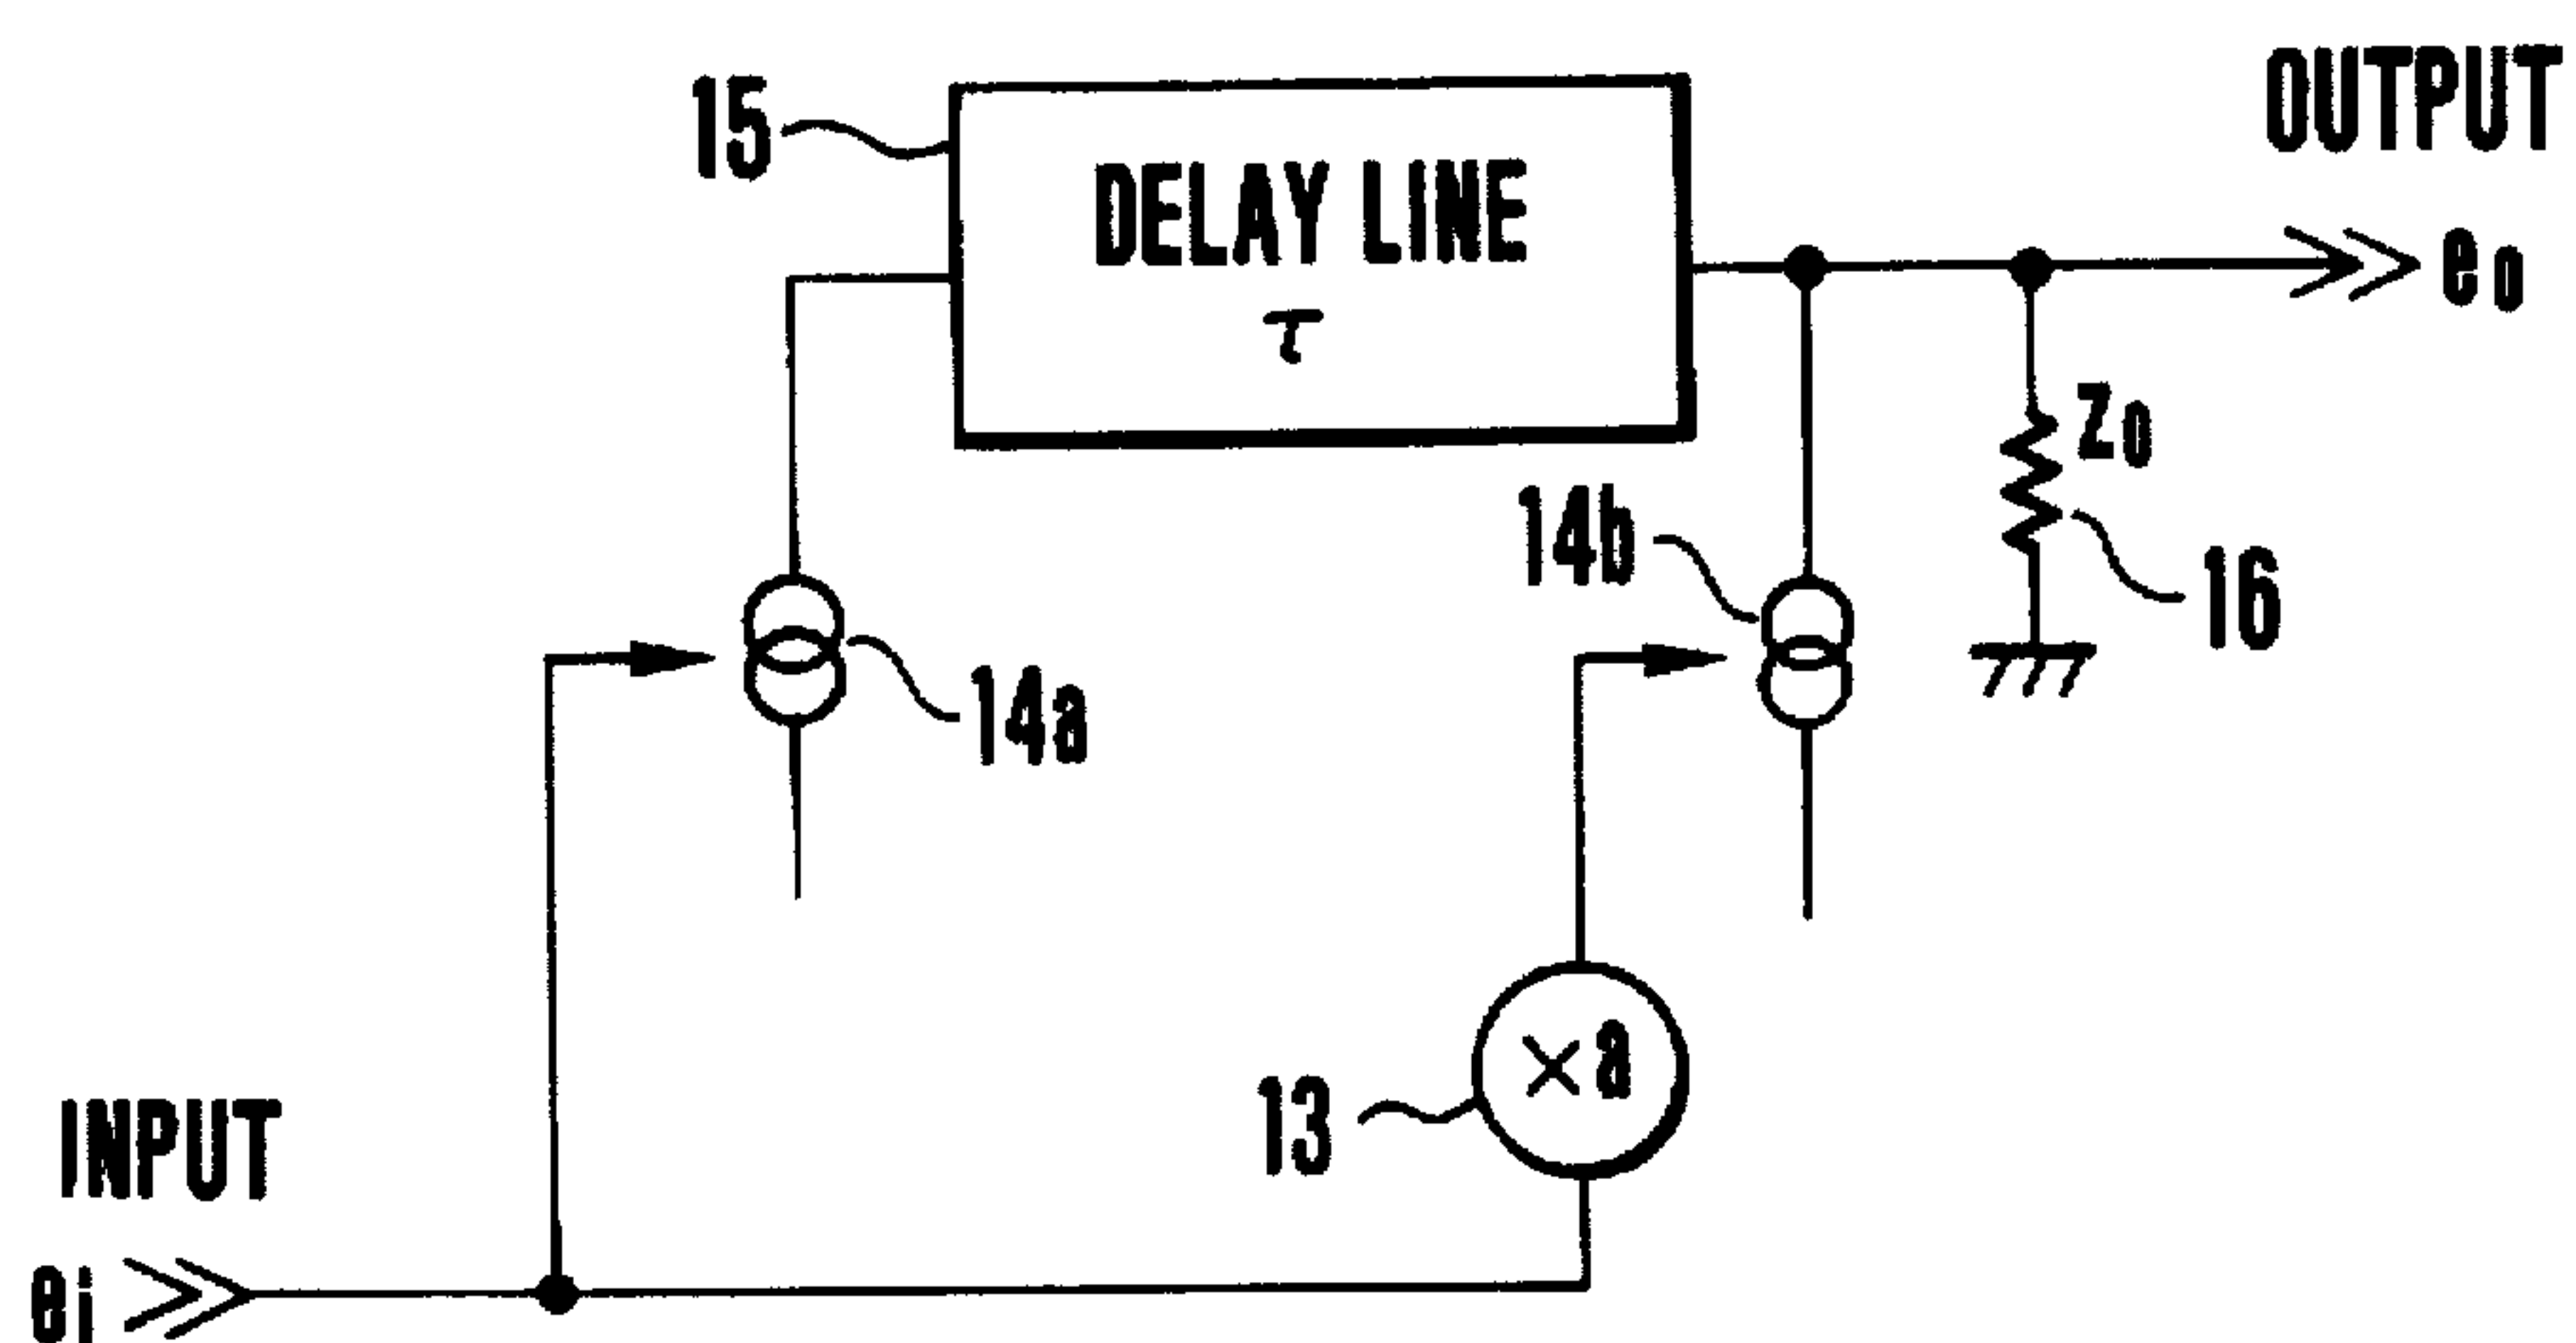 15
DELAY LINE
τ
OUTPUT
e0
Z0
14b
16
14a
×a
13
INPUT
ei